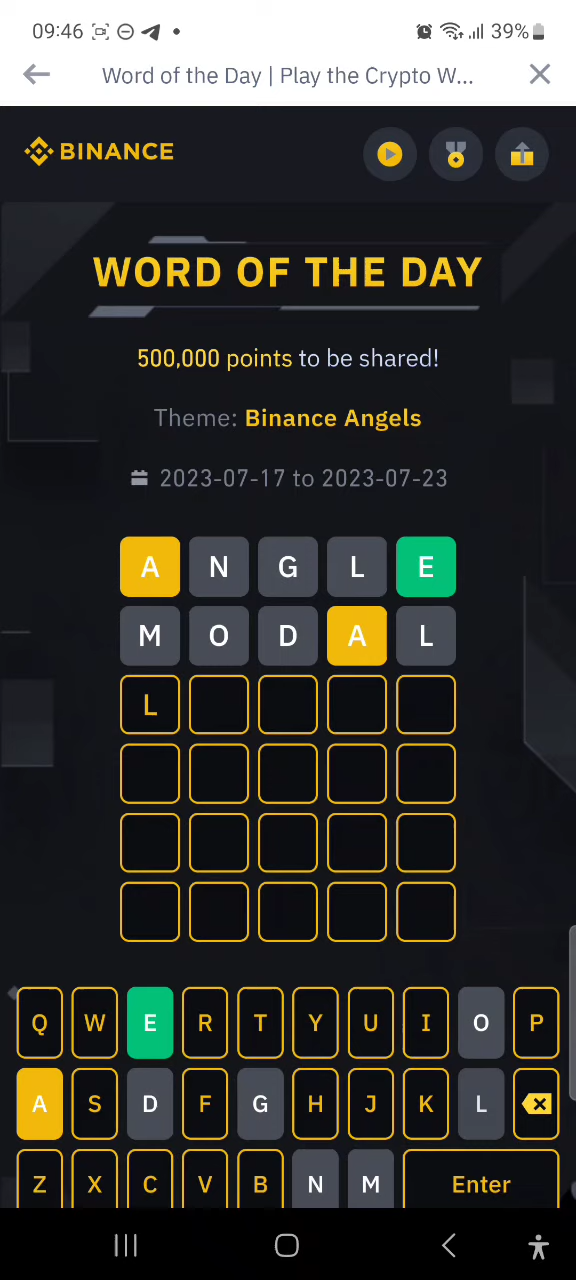 09:46 39%
Word of the Day | Play the Crypto W...
BINANCE
WORD OF THE DAY
500,000 points to be shared!
Theme: Binance Angels
2023-07-17 to 2023-07-23
A N G L E
M O D A L
L
Q W E R T Y U I O P
A S D F G H J K L
Z X C V B N M Enter